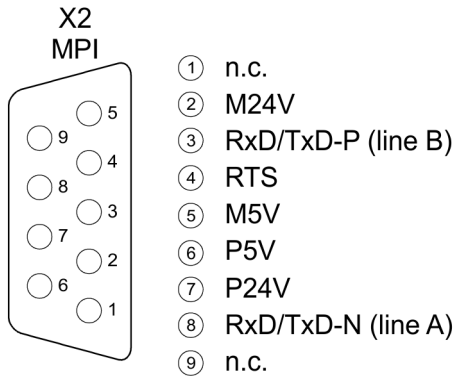 X2
MPI
5
9
4
8
3
7
2
6
1
1 n.c.
2 M24V
3 RxD/TxD-P (line B)
4 RTS
5 M5V
6 P5V
7 P24V
8 RxD/TxD-N (line A)
9 n.c.